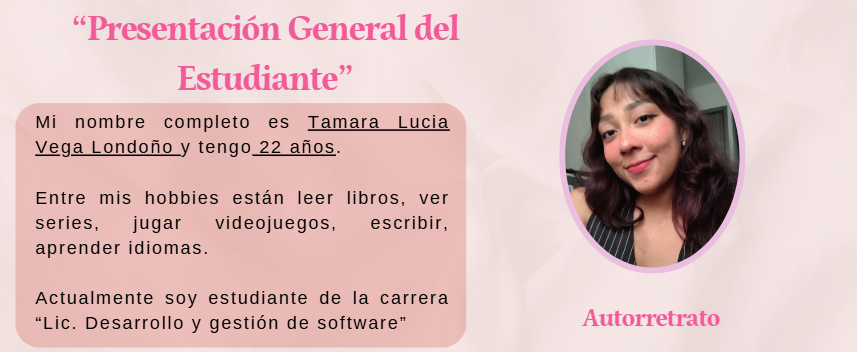 “Presentación General del
Estudiante”
Mi nombre completo es Tamara Lucia
Vega Londoño y tengo 22 años.
Entre mis hobbies están leer libros, ver
series, jugar videojuegos, escribir,
aprender idiomas.
Actualmente soy estudiante de la carrera
“Lic. Desarrollo y gestión de software”
Autorretrato